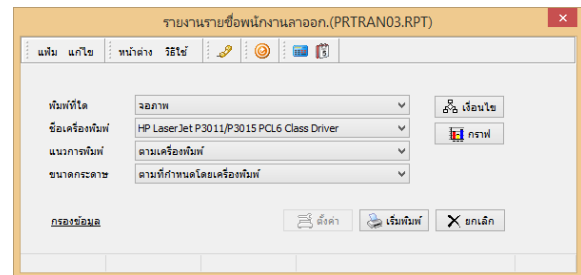 รายงานรายชื่อพนักงานลาออก.(PRTRAN03.RPT)
แฟ้ม แก้ไข หน้าต่าง วิธีใช้
พิมพ์ที่ใด จอภาพ เงื่อนไข
ชื่อเครื่องพิมพ์ HP LaserJet P3011/P3015 PCL6 Class Driver กราฟ
แนวการพิมพ์ ตามเครื่องพิมพ์
ขนาดกระดาษ ตามที่กำหนดโดยเครื่องพิมพ์
กรองข้อมูล ตั้งค่า เริ่มพิมพ์ ยกเลิก